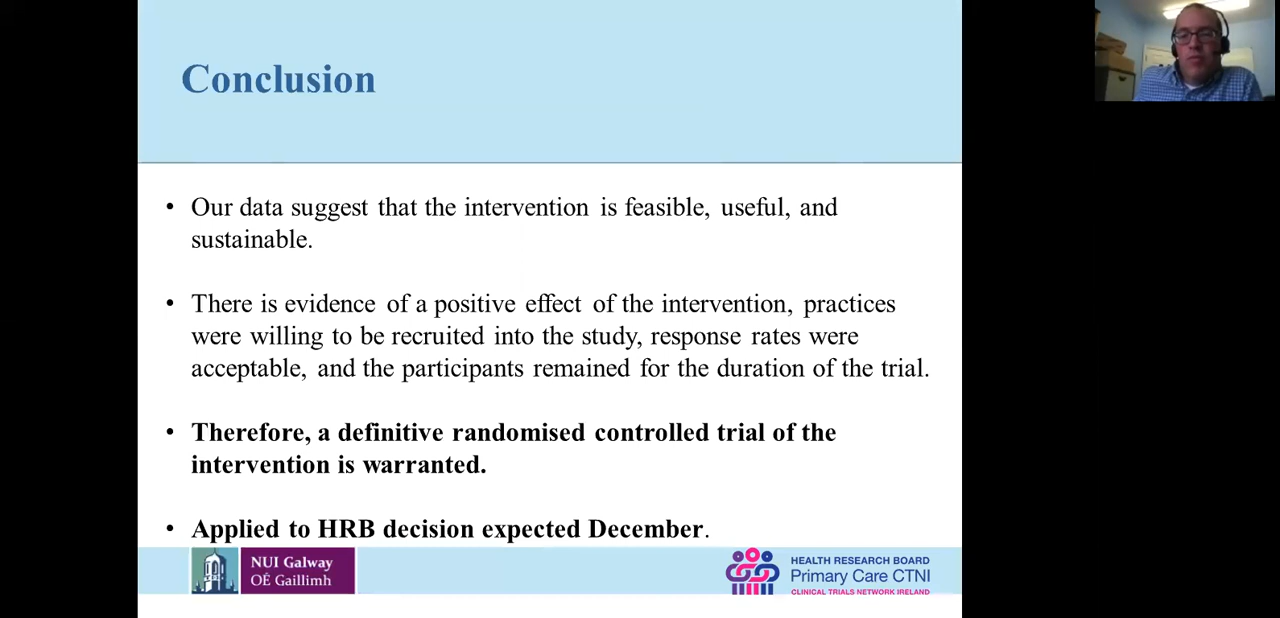 Conclusion
• Our data suggest that the intervention is feasible, useful, and
sustainable.
• There is evidence of a positive effect of the intervention, practices
were willing to be recruited into the study, response rates were
acceptable, and the participants remained for the duration of the trial.
• Therefore, a definitive randomised controlled trial of the
intervention is warranted.
• Applied to HRB decision expected December.
NUI Galway
OÉ Gaillimh
HEALTH RESEARCH BOARD
Primary Care CTNI
CLINICAL TRIALS NETWORK IRELAND